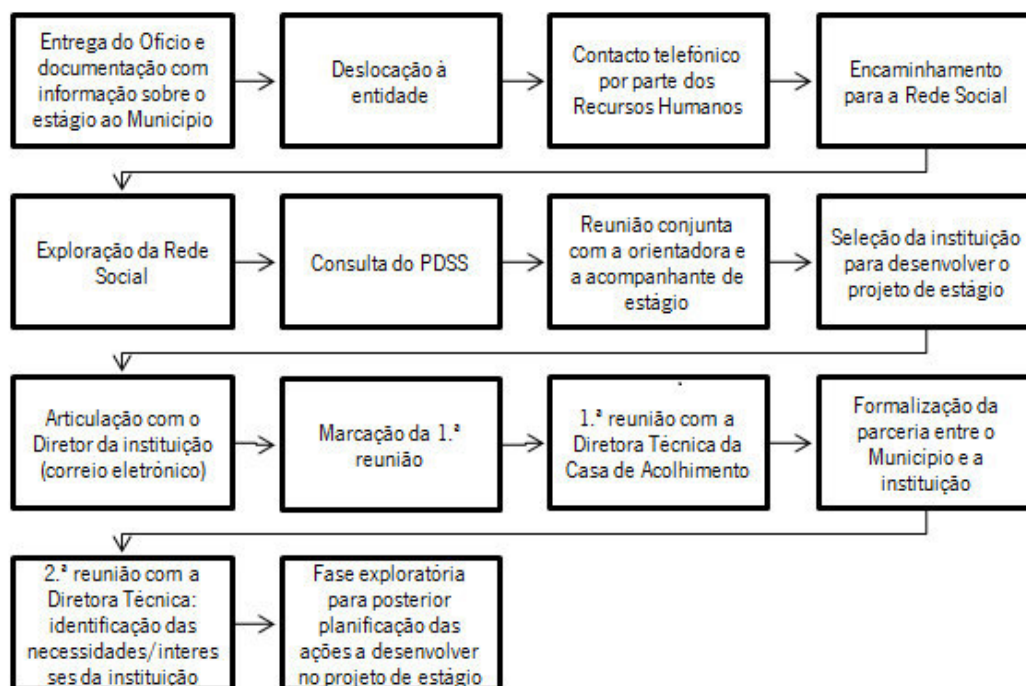 Entrega do Ofício e
documentação com
informação sobre o
estágio ao Município
Deslocação à
entidade
Contacto telefónico
por parte dos
Recursos Humanos
Encaminhamento
para a Rede Social
Exploração da Rede
Social
Consulta do PDSS
Reunião conjunta
com a orientadora e
a acompanhante de
estágio
Seleção da instituição
para desenvolver o
projeto de estágio
Articulação com o
Diretor da instituição
(correio eletrónico)
Marcação da 1.ª
reunião
1.ª reunião com a
Diretora Técnica da
Casa de Acolhimento
Formalização da
parceria entre o
Município e a
instituição
2.ª reunião com a
Diretora Técnica:
identificação das
necessidades/interes
ses da instituição
Fase exploratória
para posterior
planificação das
ações a desenvolver
no projeto de estágio